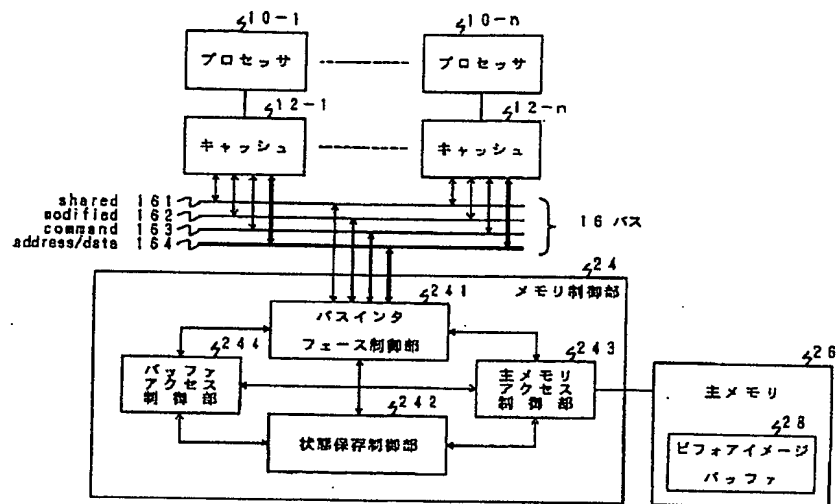 10-1
10-n
プロセッサ
プロセッサ
12-1
12-n
キャッシュ
キャッシュ
shared 161
modified 162
command 163
address/data 164
16 バス
24
メモリ制御部
241
バスインタ
フェース制御部
244
バッファ
アクセス
制御部
243
主メモリ
アクセス
制御部
242
状態保存制御部
26
主メモリ
28
ビフォアイメージ
バッファ